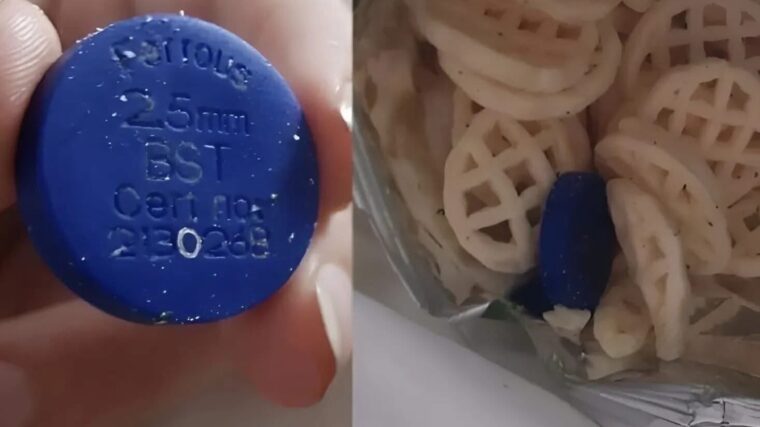 Ferrous
2.5mm
BST
Cert no:
2130268